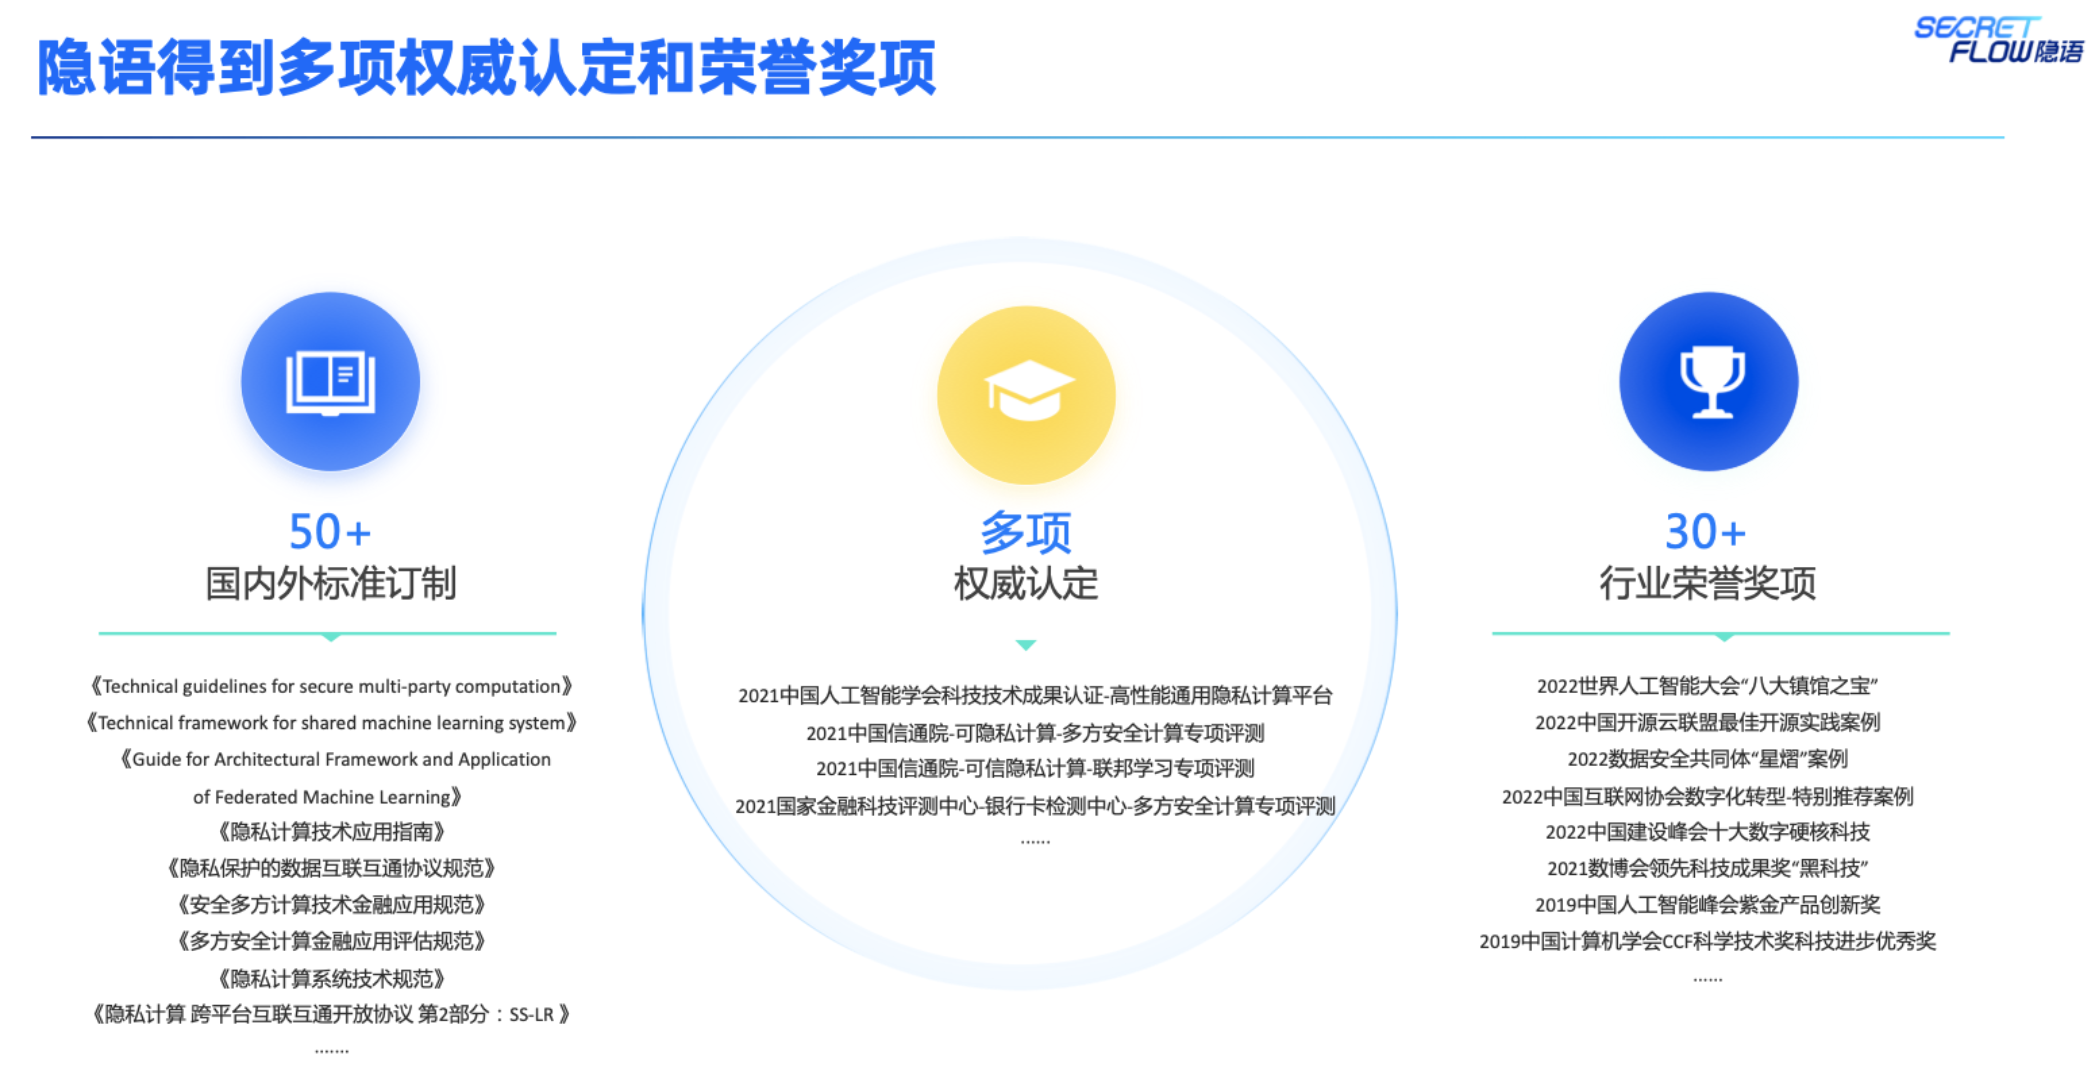 隐语得到多项权威认定和荣誉奖项
SECRET
FLOW隐语
50+
国内外标准订制
《Technical guidelines for secure multi-party computation》
《Technical framework for shared machine learning system》
《Guide for Architectural Framework and Application
of Federated Machine Learning》
《隐私计算技术应用指南》
《隐私保护的数据互联互通协议规范》
《安全多方计算技术金融应用规范》
《多方安全计算金融应用评估规范》
《隐私计算系统技术规范》
《隐私计算 跨平台互联互通开放协议 第2部分：SS-LR 》
.......
多项
权威认定
2021中国人工智能学会科技技术成果认证-高性能通用隐私计算平台
2021中国信通院-可隐私计算-多方安全计算专项评测
2021中国信通院-可信隐私计算-联邦学习专项评测
2021国家金融科技评测中心-银行卡检测中心-多方安全计算专项评测
......
30+
行业荣誉奖项
2022世界人工智能大会“八大镇馆之宝”
2022中国开源云联盟最佳开源实践案例
2022数据安全共同体“星熠”案例
2022中国互联网协会数字化转型-特别推荐案例
2022中国建设峰会十大数字硬核科技
2021数博会领先科技成果奖“黑科技”
2019中国人工智能峰会紫金产品创新奖
2019中国计算机学会CCF科学技术奖科技进步优秀奖
......